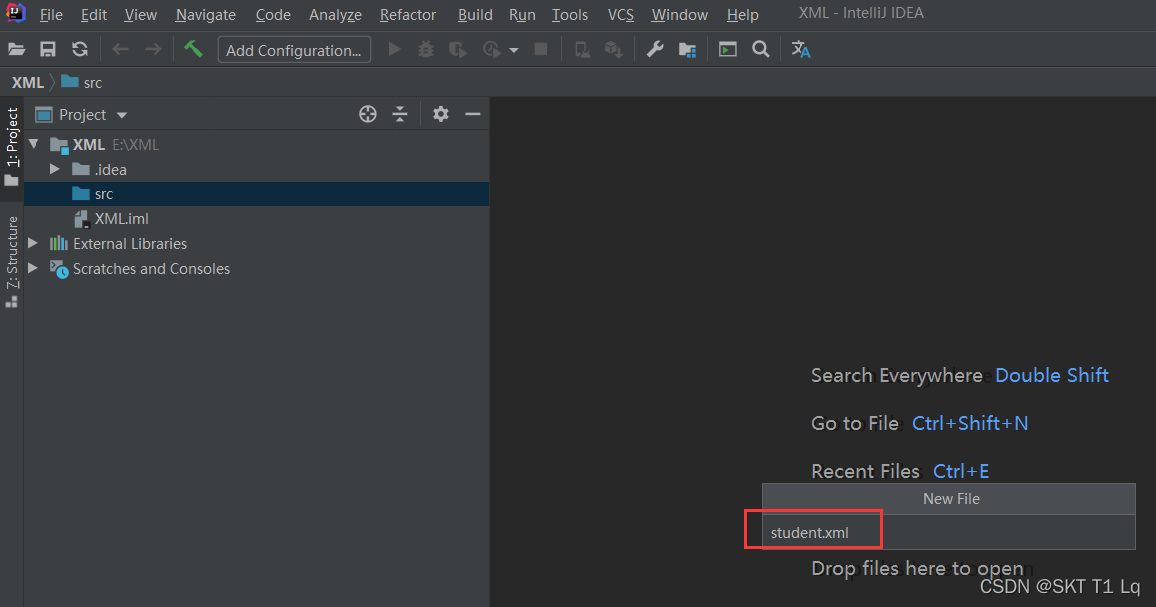 File Edit View Navigate Code Analyze Refactor Build Run Tools VCS Window Help XML - IntelliJ IDEA
Add Configuration...
XML src
1: Project
Z: Structure
Project
XML E:\XML
.idea
src
XML.iml
External Libraries
Scratches and Consoles
Search Everywhere Double Shift
Go to File Ctrl+Shift+N
Recent Files Ctrl+E
New File
student.xml
Drop files here to open
CSDN @SKT T1 Lq